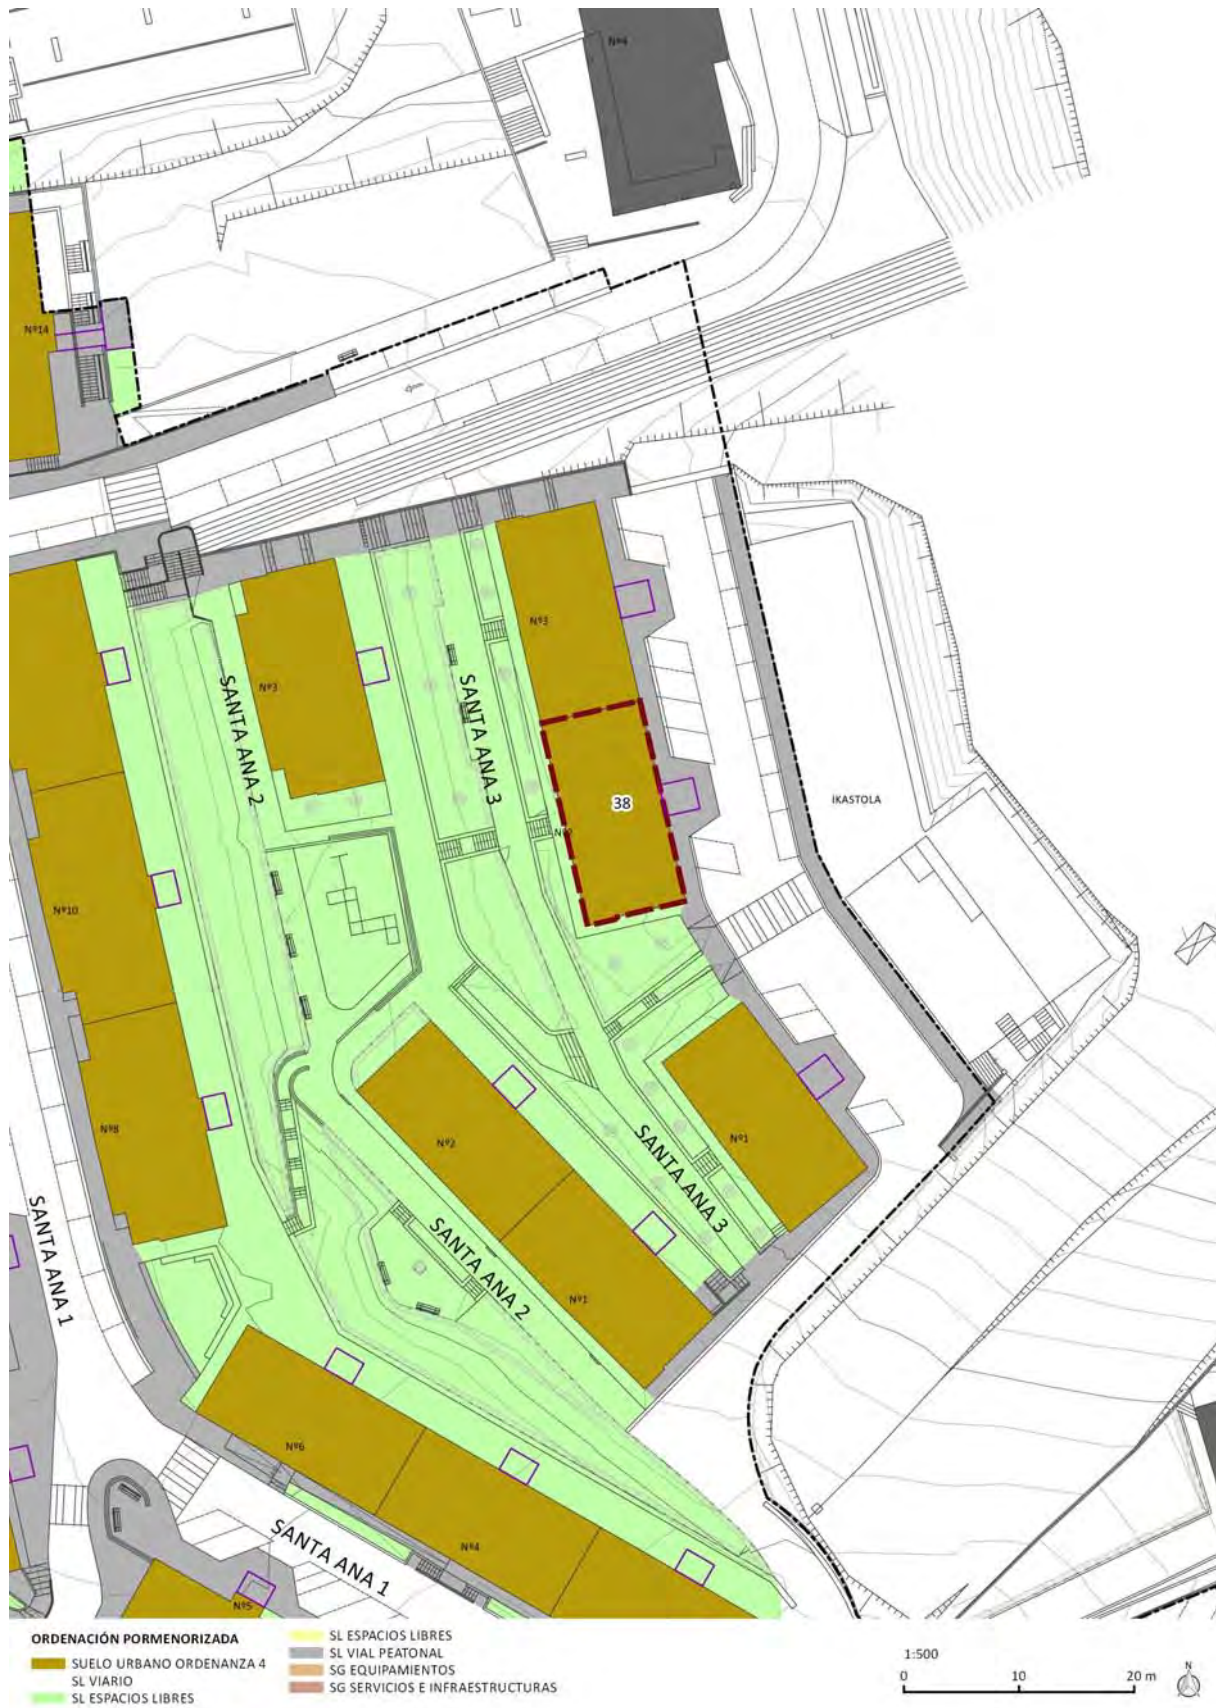 Nº4
Nº14
Nº3
Nº3
SANTA ANA 2
SANTA ANA 3
38
IKASTOLA
Nº10
Nº8
Nº2
Nº1
SANTA ANA 3
SANTA ANA 1
SANTA ANA 2
Nº1
Nº6
Nº4
SANTA ANA 1
Nº5
ORDENACIÓN PORMENORIZADA
SUELO URBANO ORDENANZA 4
SL VIARIO
SL ESPACIOS LIBRES
SL ESPACIOS LIBRES
SL VIAL PEATONAL
SG EQUIPAMIENTOS
SG SERVICIOS E INFRAESTRUCTURAS
1:500
0 10 20 m
N